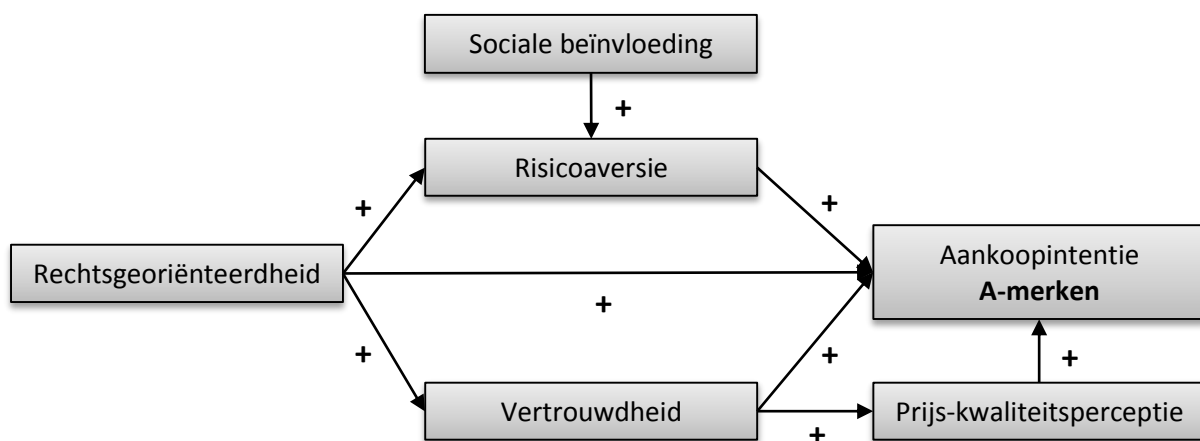 Sociale beïnvloeding
+
Risicoaversie
+
+
Rechtsgeoriënteerdheid
Aankoopintentie
A-merken
+
+
+
+
Vertrouwdheid
Prijs-kwaliteitsperceptie
+